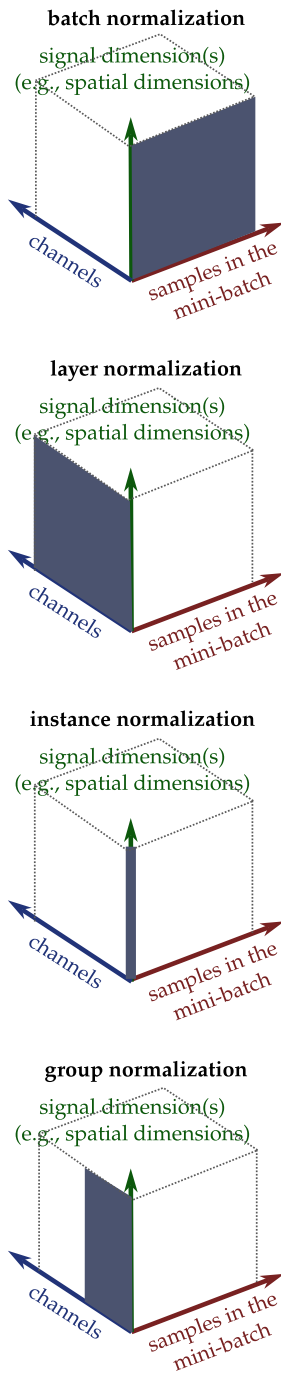 batch normalization
signal dimension(s)
(e.g., spatial dimensions)
channels
samples in the
mini-batch
layer normalization
signal dimension(s)
(e.g., spatial dimensions)
channels
samples in the
mini-batch
instance normalization
signal dimension(s)
(e.g., spatial dimensions)
channels
samples in the
mini-batch
group normalization
signal dimension(s)
(e.g., spatial dimensions)
channels
samples in the
mini-batch